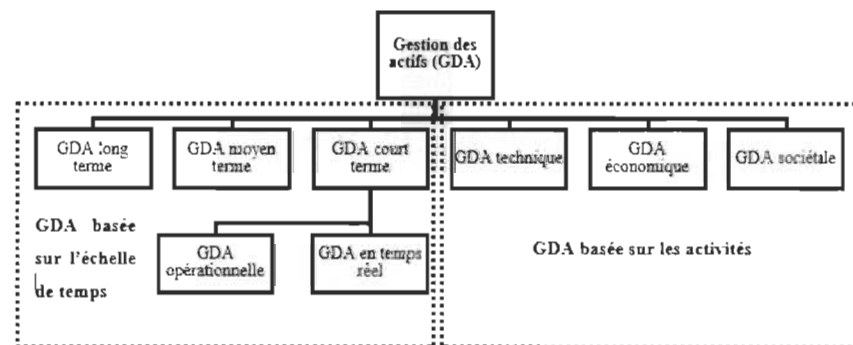 Gestion des
actifs (GDA)
GDA long
terme
GDA moyen
terme
GDA court
terme
GDA technique
GDA
économique
GDA sociétale
GDA basée
sur l'échelle
de temps
GDA
opérationnelle
GDA en temps
réel
GDA basée sur les activités